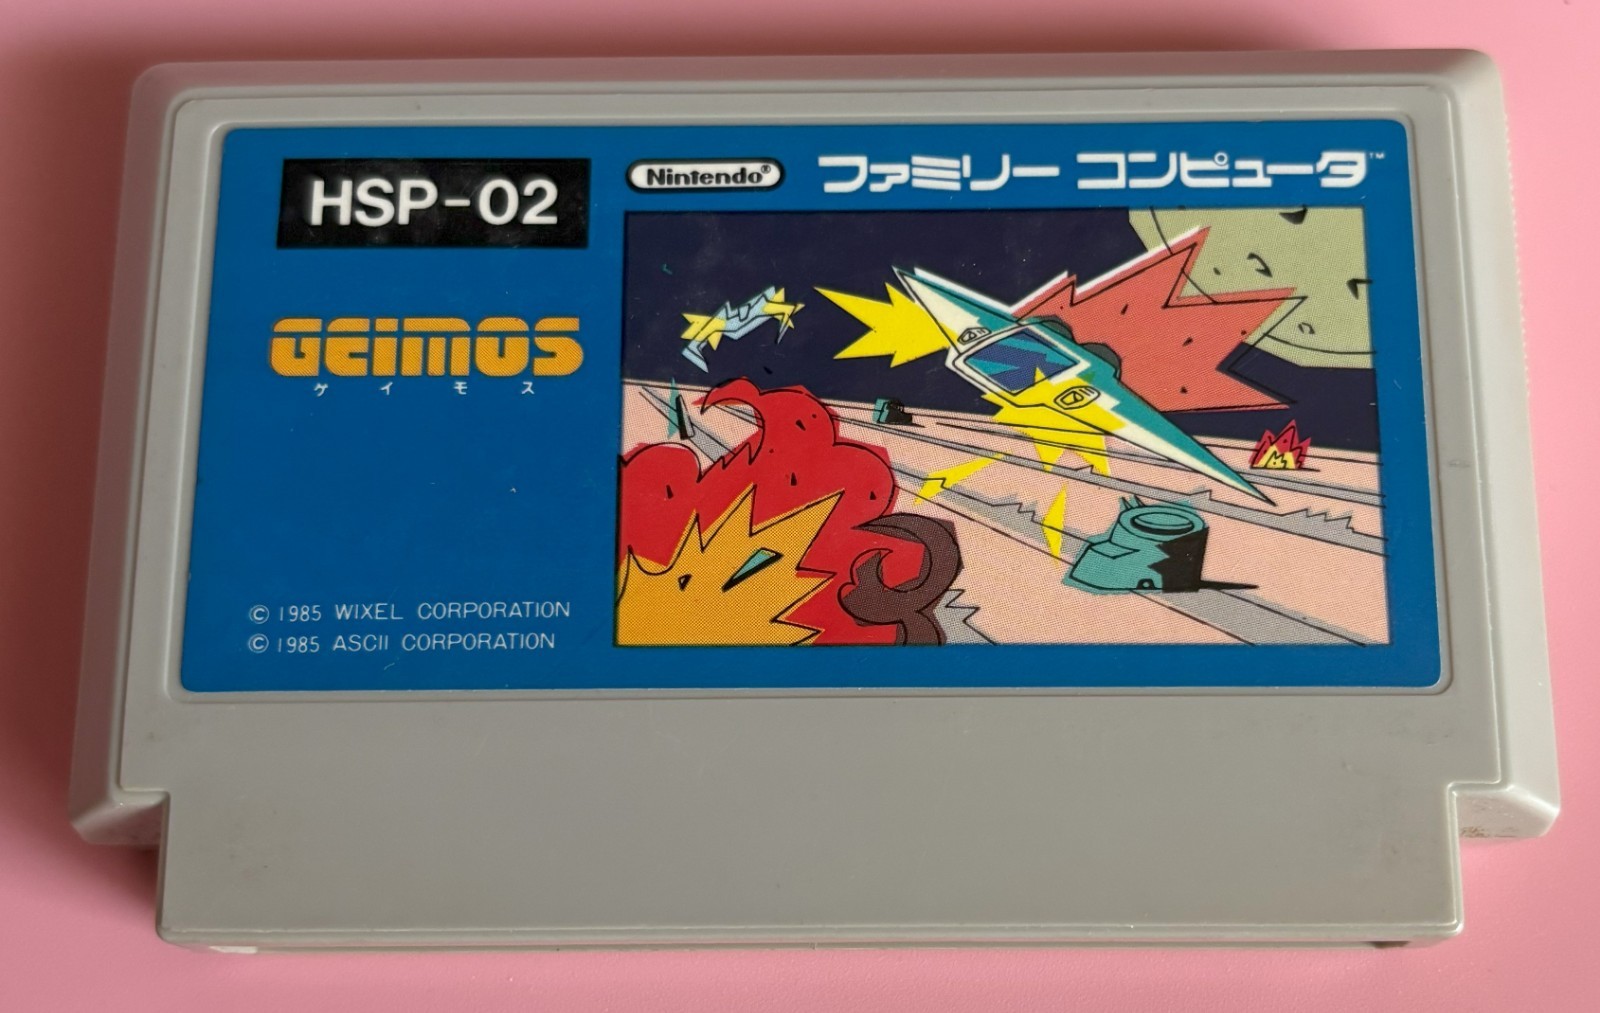 HSP-02
Nintendo®
ファミリー コンピュータ™
GEIMOS
ケイモス
© 1985 WIXEL CORPORATION
© 1985 ASCII CORPORATION